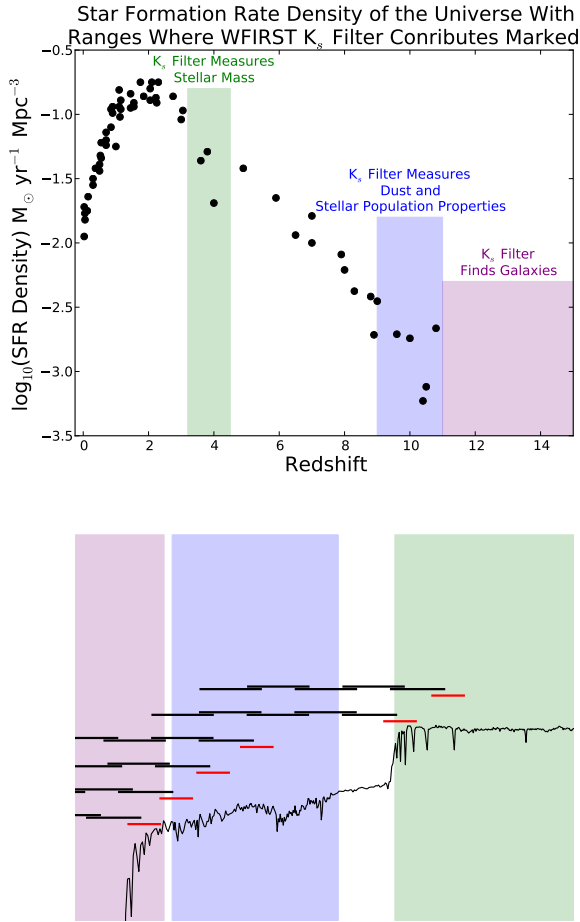 Star Formation Rate Density of the Universe With
Ranges Where WFIRST Kₛ Filter Conributes Marked
Kₛ Filter Measures
Stellar Mass
Kₛ Filter Measures
Dust and
Stellar Population Properties
Kₛ Filter
Finds Galaxies
log₁₀(SFR Density) M⊙ yr⁻¹ Mpc⁻³
−0.5
−1.0
−1.5
−2.0
−2.5
−3.0
−3.5
0 2 4 6 8 10 12 14
Redshift